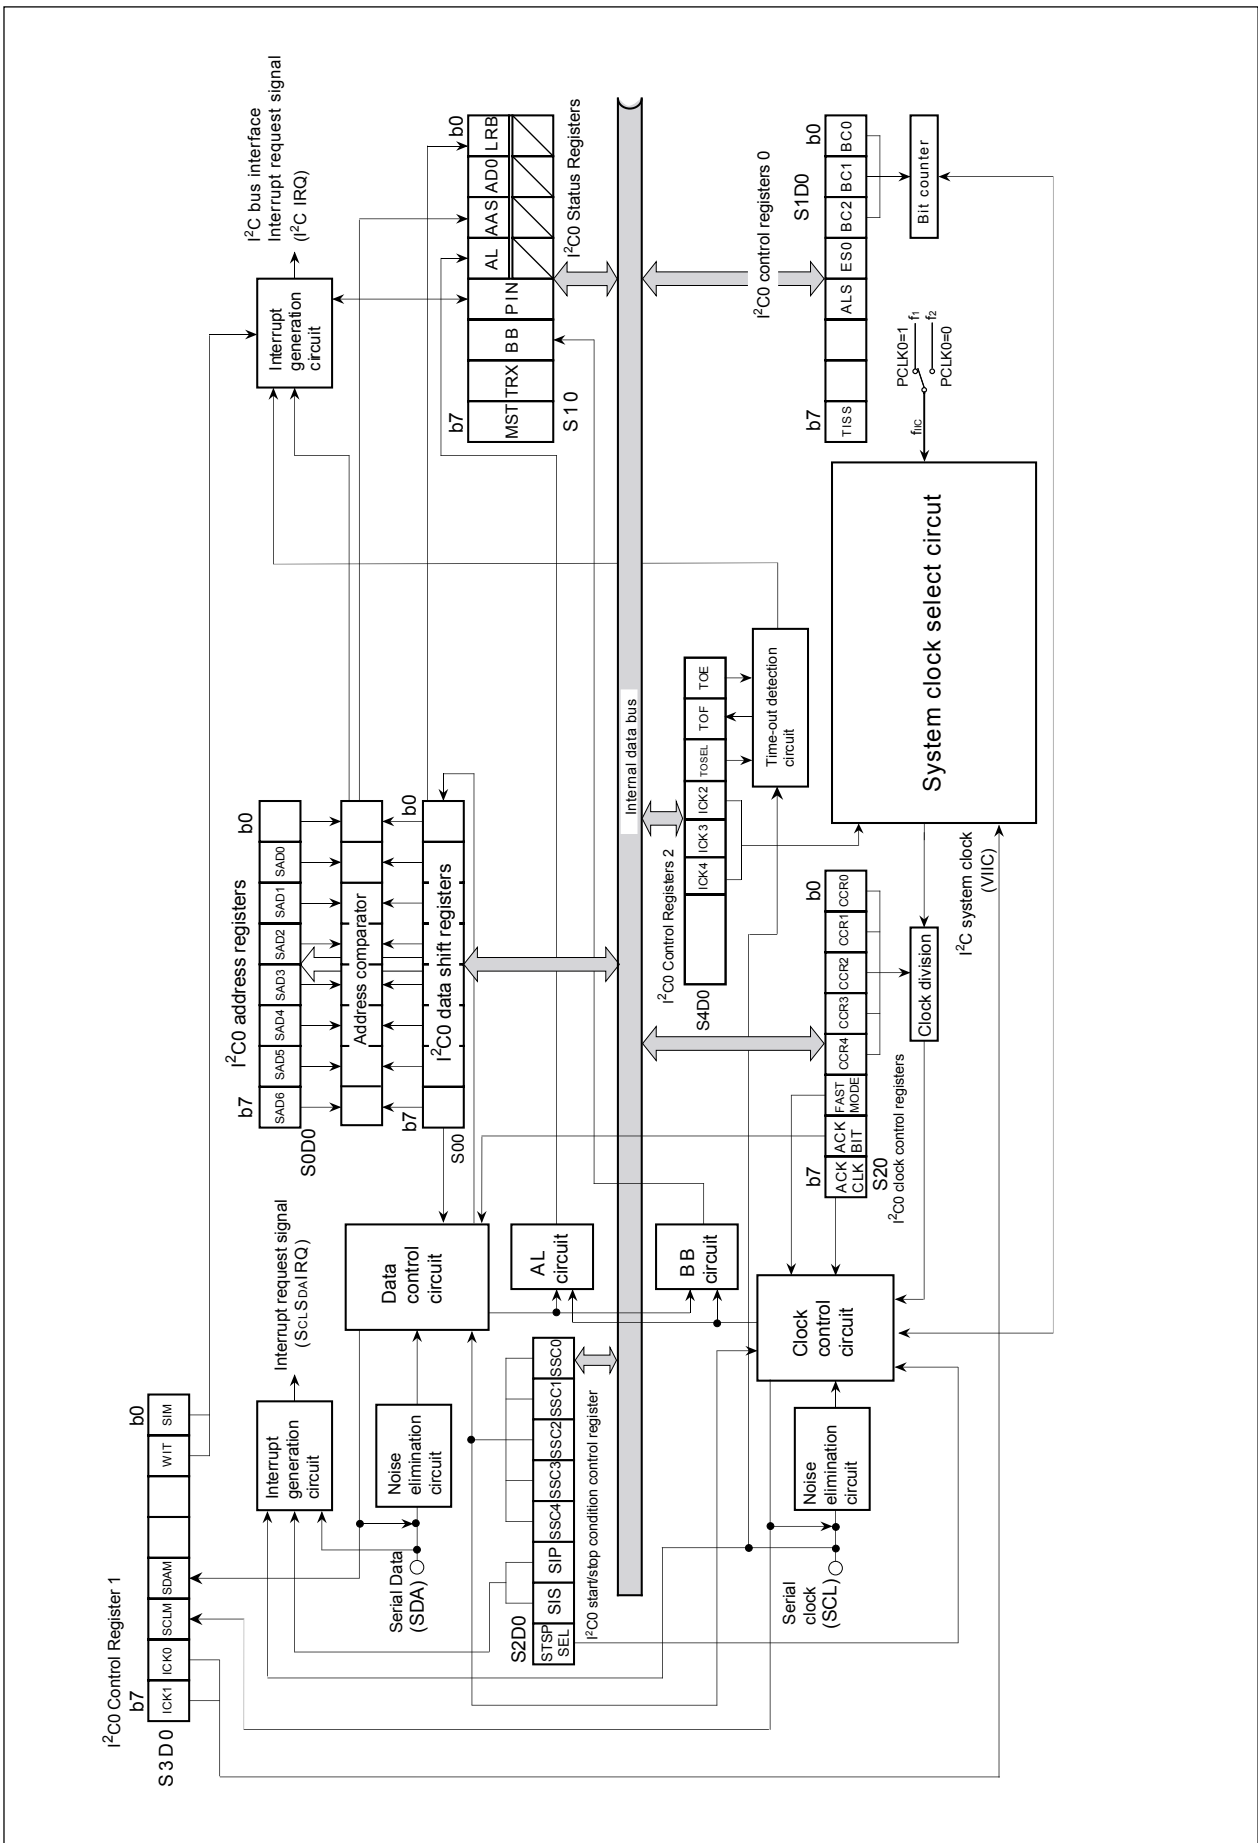 I²C0 Control Register 1
b7
b0
ICK1
ICK0
SCLM
SDAM
WIT
SIM
S3D0
Interrupt
generation
circuit
Interrupt request signal
(SCLSDAIRQ)
Serial Data
(SDA)
Noise
elimination
circuit
Data
control
circuit
I²C0 address registers
b7
b0
SAD6
SAD5
SAD4
SAD3
SAD2
SAD1
SAD0
S0D0
Address comparator
b7
b0
I²C0 data shift registers
S00
Interrupt
generation
circuit
I²C bus interface
Interrupt request signal
(I²C IRQ)
b7
b0
MST
TRX
BB
PIN
AL
AAS
AD0
LRB
S10
I²C0 Status Registers
AL
circuit
S2D0
STSP
SEL
SIS
SIP
SSC4
SSC3
SSC2
SSC1
SSC0
I²C0 start/stop condition control register
Internal data bus
BB
circuit
I²C0 Control Registers 2
S4D0
ICK4
ICK3
ICK2
TOSEL
TOF
TOE
Time-out detection
circuit
I²C0 control registers 0
S1D0
b7
b0
TISS
ALS
ES0
BC2
BC1
BC0
Bit counter
Serial
clock
(SCL)
Noise
elimination
circuit
Clock
control
circuit
b7
b0
ACK
CLK
ACK
BIT
FAST
MODE
CCR4
CCR3
CCR2
CCR1
CCR0
S20
I²C0 clock control registers
Clock division
I²C system clock
(VIIC)
System clock select circut
fIIC
PCLK0=1
f1
f2
PCLK0=0